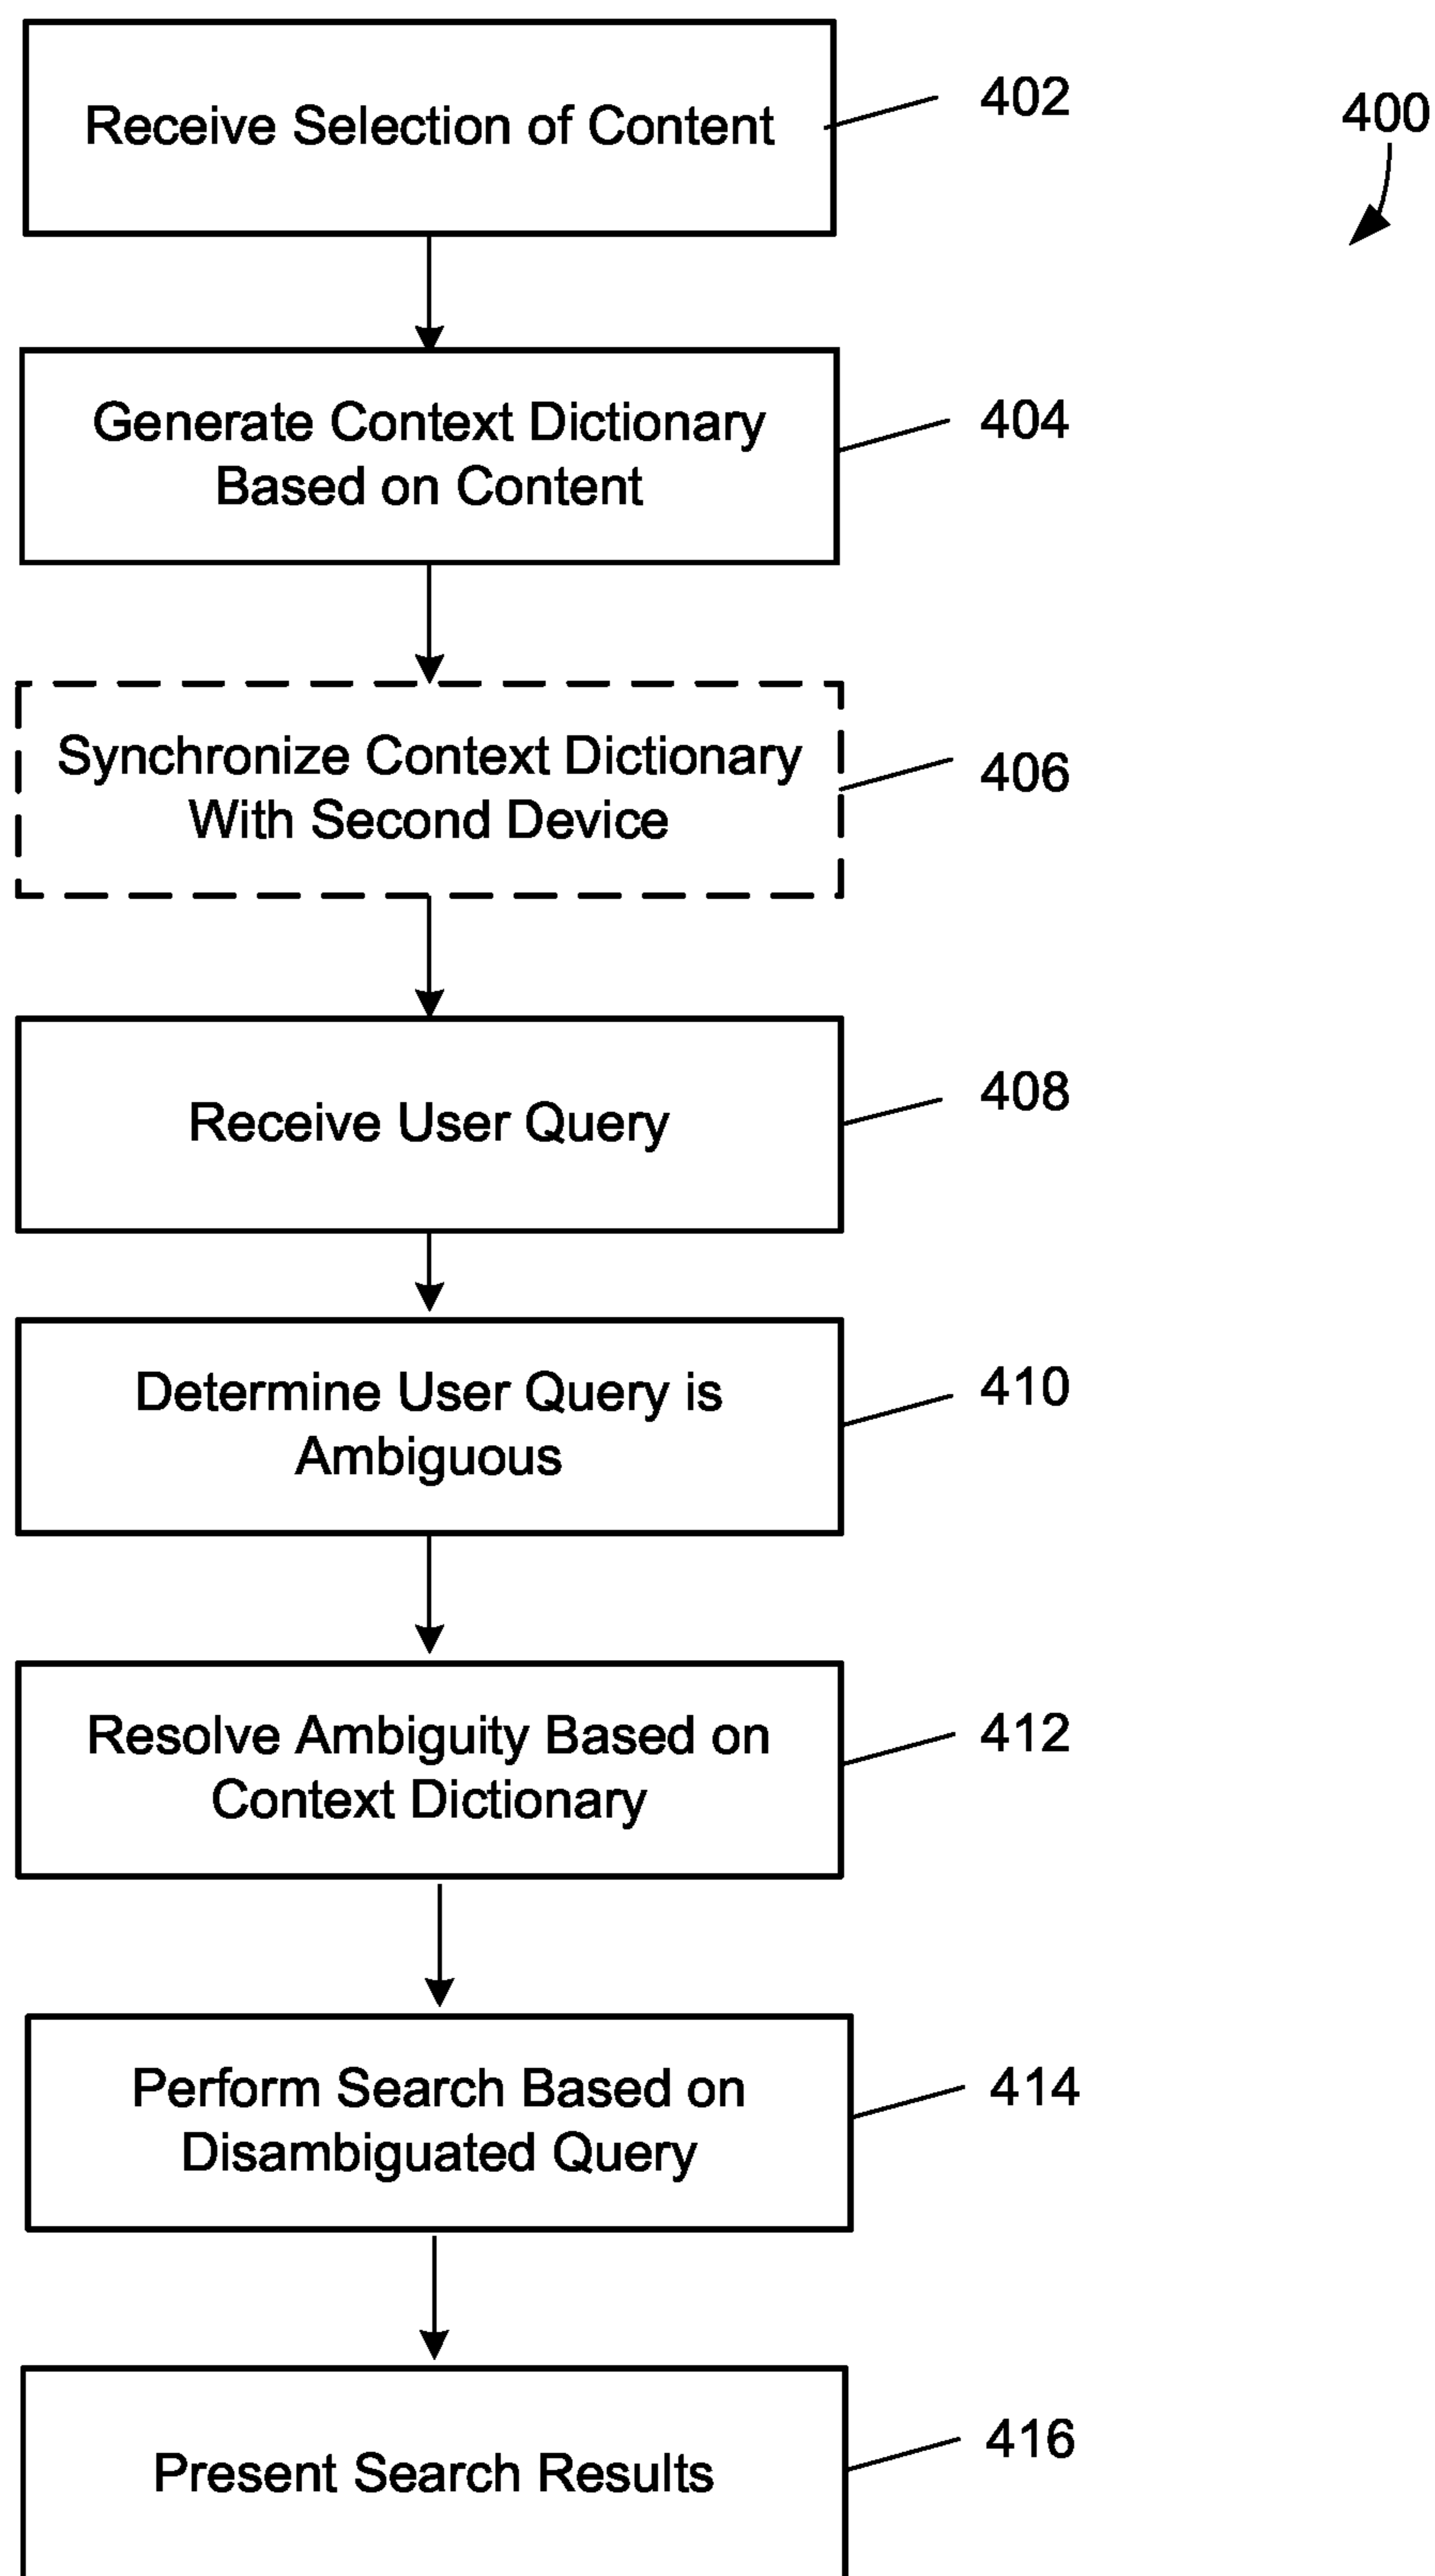 Receive Selection of Content
402
400
Generate Context Dictionary
Based on Content
404
Synchronize Context Dictionary
With Second Device
406
Receive User Query
408
Determine User Query is
Ambiguous
410
Resolve Ambiguity Based on
Context Dictionary
412
Perform Search Based on
Disambiguated Query
414
Present Search Results
416